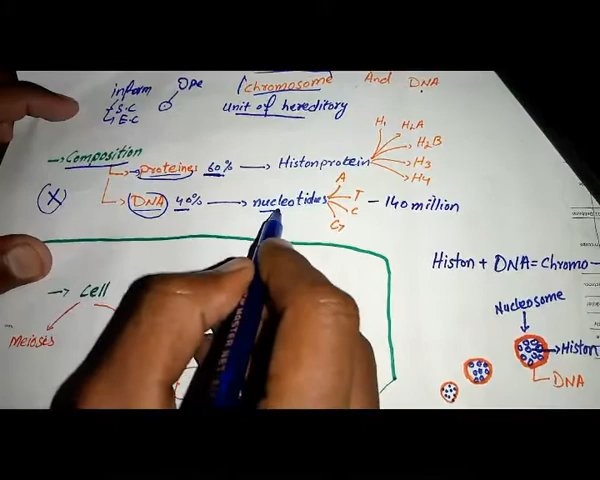 inform Ope chromosome And DNA
S.C
E.C
unit of hereditory
→ Composition
Proteins 60% → Histonprotein
H1
H2A
H2B
H3
H4
X
DNA 40% → nucleotides
A
T
C
G
- 140 million
Histon + DNA = Chromo
→ Cell
Meiosis
Nucleosome
Histon
DNA